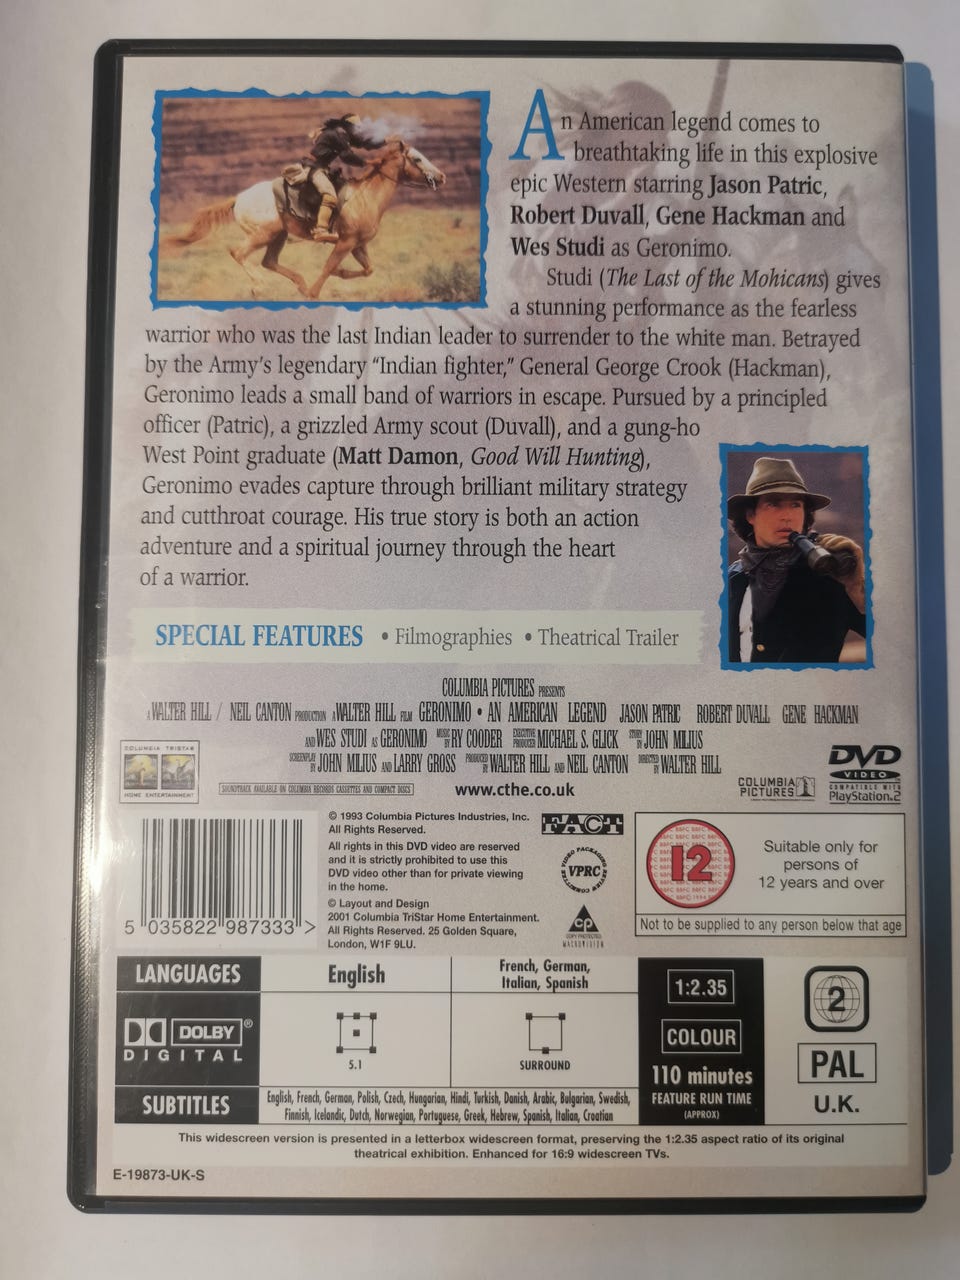 An American legend comes to
breathtaking life in this explosive
epic Western starring Jason Patric,
Robert Duvall, Gene Hackman and
Wes Studi as Geronimo.
Studi (The Last of the Mohicans) gives
a stunning performance as the fearless
warrior who was the last Indian leader to surrender to the white man. Betrayed
by the Army's legendary "Indian fighter," General George Crook (Hackman),
Geronimo leads a small band of warriors in escape. Pursued by a principled
officer (Patric), a grizzled Army scout (Duvall), and a gung-ho
West Point graduate (Matt Damon, Good Will Hunting),
Geronimo evades capture through brilliant military strategy
and cutthroat courage. His true story is both an action
adventure and a spiritual journey through the heart
of a warrior.
SPECIAL FEATURES • Filmographies • Theatrical Trailer
COLUMBIA PICTURES PRESENTS
A WALTER HILL / NEIL CANTON PRODUCTION A WALTER HILL FILM GERONIMO • AN AMERICAN LEGEND JASON PATRIC ROBERT DUVALL GENE HACKMAN
AND WES STUDI AS GERONIMO MUSIC BY RY COODER EXECUTIVE PRODUCER MICHAEL S. GLICK STORY BY JOHN MILIUS
SCREENPLAY BY JOHN MILIUS AND LARRY GROSS PRODUCED BY WALTER HILL AND NEIL CANTON DIRECTED BY WALTER HILL
COLUMBIA TRISTAR
HOME ENTERTAINMENT
SOUNDTRACK AVAILABLE ON COLUMBIA RECORDS CASSETTES AND COMPACT DISCS
www.cthe.co.uk
COLUMBIA
PICTURES
DVD
VIDEO
COMPATIBLE WITH
PlayStation.2
5 035822 987333 >
© 1993 Columbia Pictures Industries, Inc.
All Rights Reserved.
All rights in this DVD video are reserved
and it is strictly prohibited to use this
DVD video other than for private viewing
in the home.
© Layout and Design
2001 Columbia TriStar Home Entertainment.
All Rights Reserved. 25 Golden Square,
London, W1F 9LU.
FACT
VIDEO PACKAGING REVIEW COMMITTEE
VPRC
CP
COPY PROTECTED
MACROVISION
12
Suitable only for
persons of
12 years and over
Not to be supplied to any person below that age
LANGUAGES
English
French, German,
Italian, Spanish
DOLBY ®
DIGITAL
5.1
SURROUND
SUBTITLES
English, French, German, Polish, Czech, Hungarian, Hindi, Turkish, Danish, Arabic, Bulgarian, Swedish,
Finnish, Icelandic, Dutch, Norwegian, Portuguese, Greek, Hebrew, Spanish, Italian, Croatian
1:2.35
COLOUR
110 minutes
FEATURE RUN TIME
(APPROX)
2
PAL
U.K.
This widescreen version is presented in a letterbox widescreen format, preserving the 1:2.35 aspect ratio of its original
theatrical exhibition. Enhanced for 16:9 widescreen TVs.
E-19873-UK-S